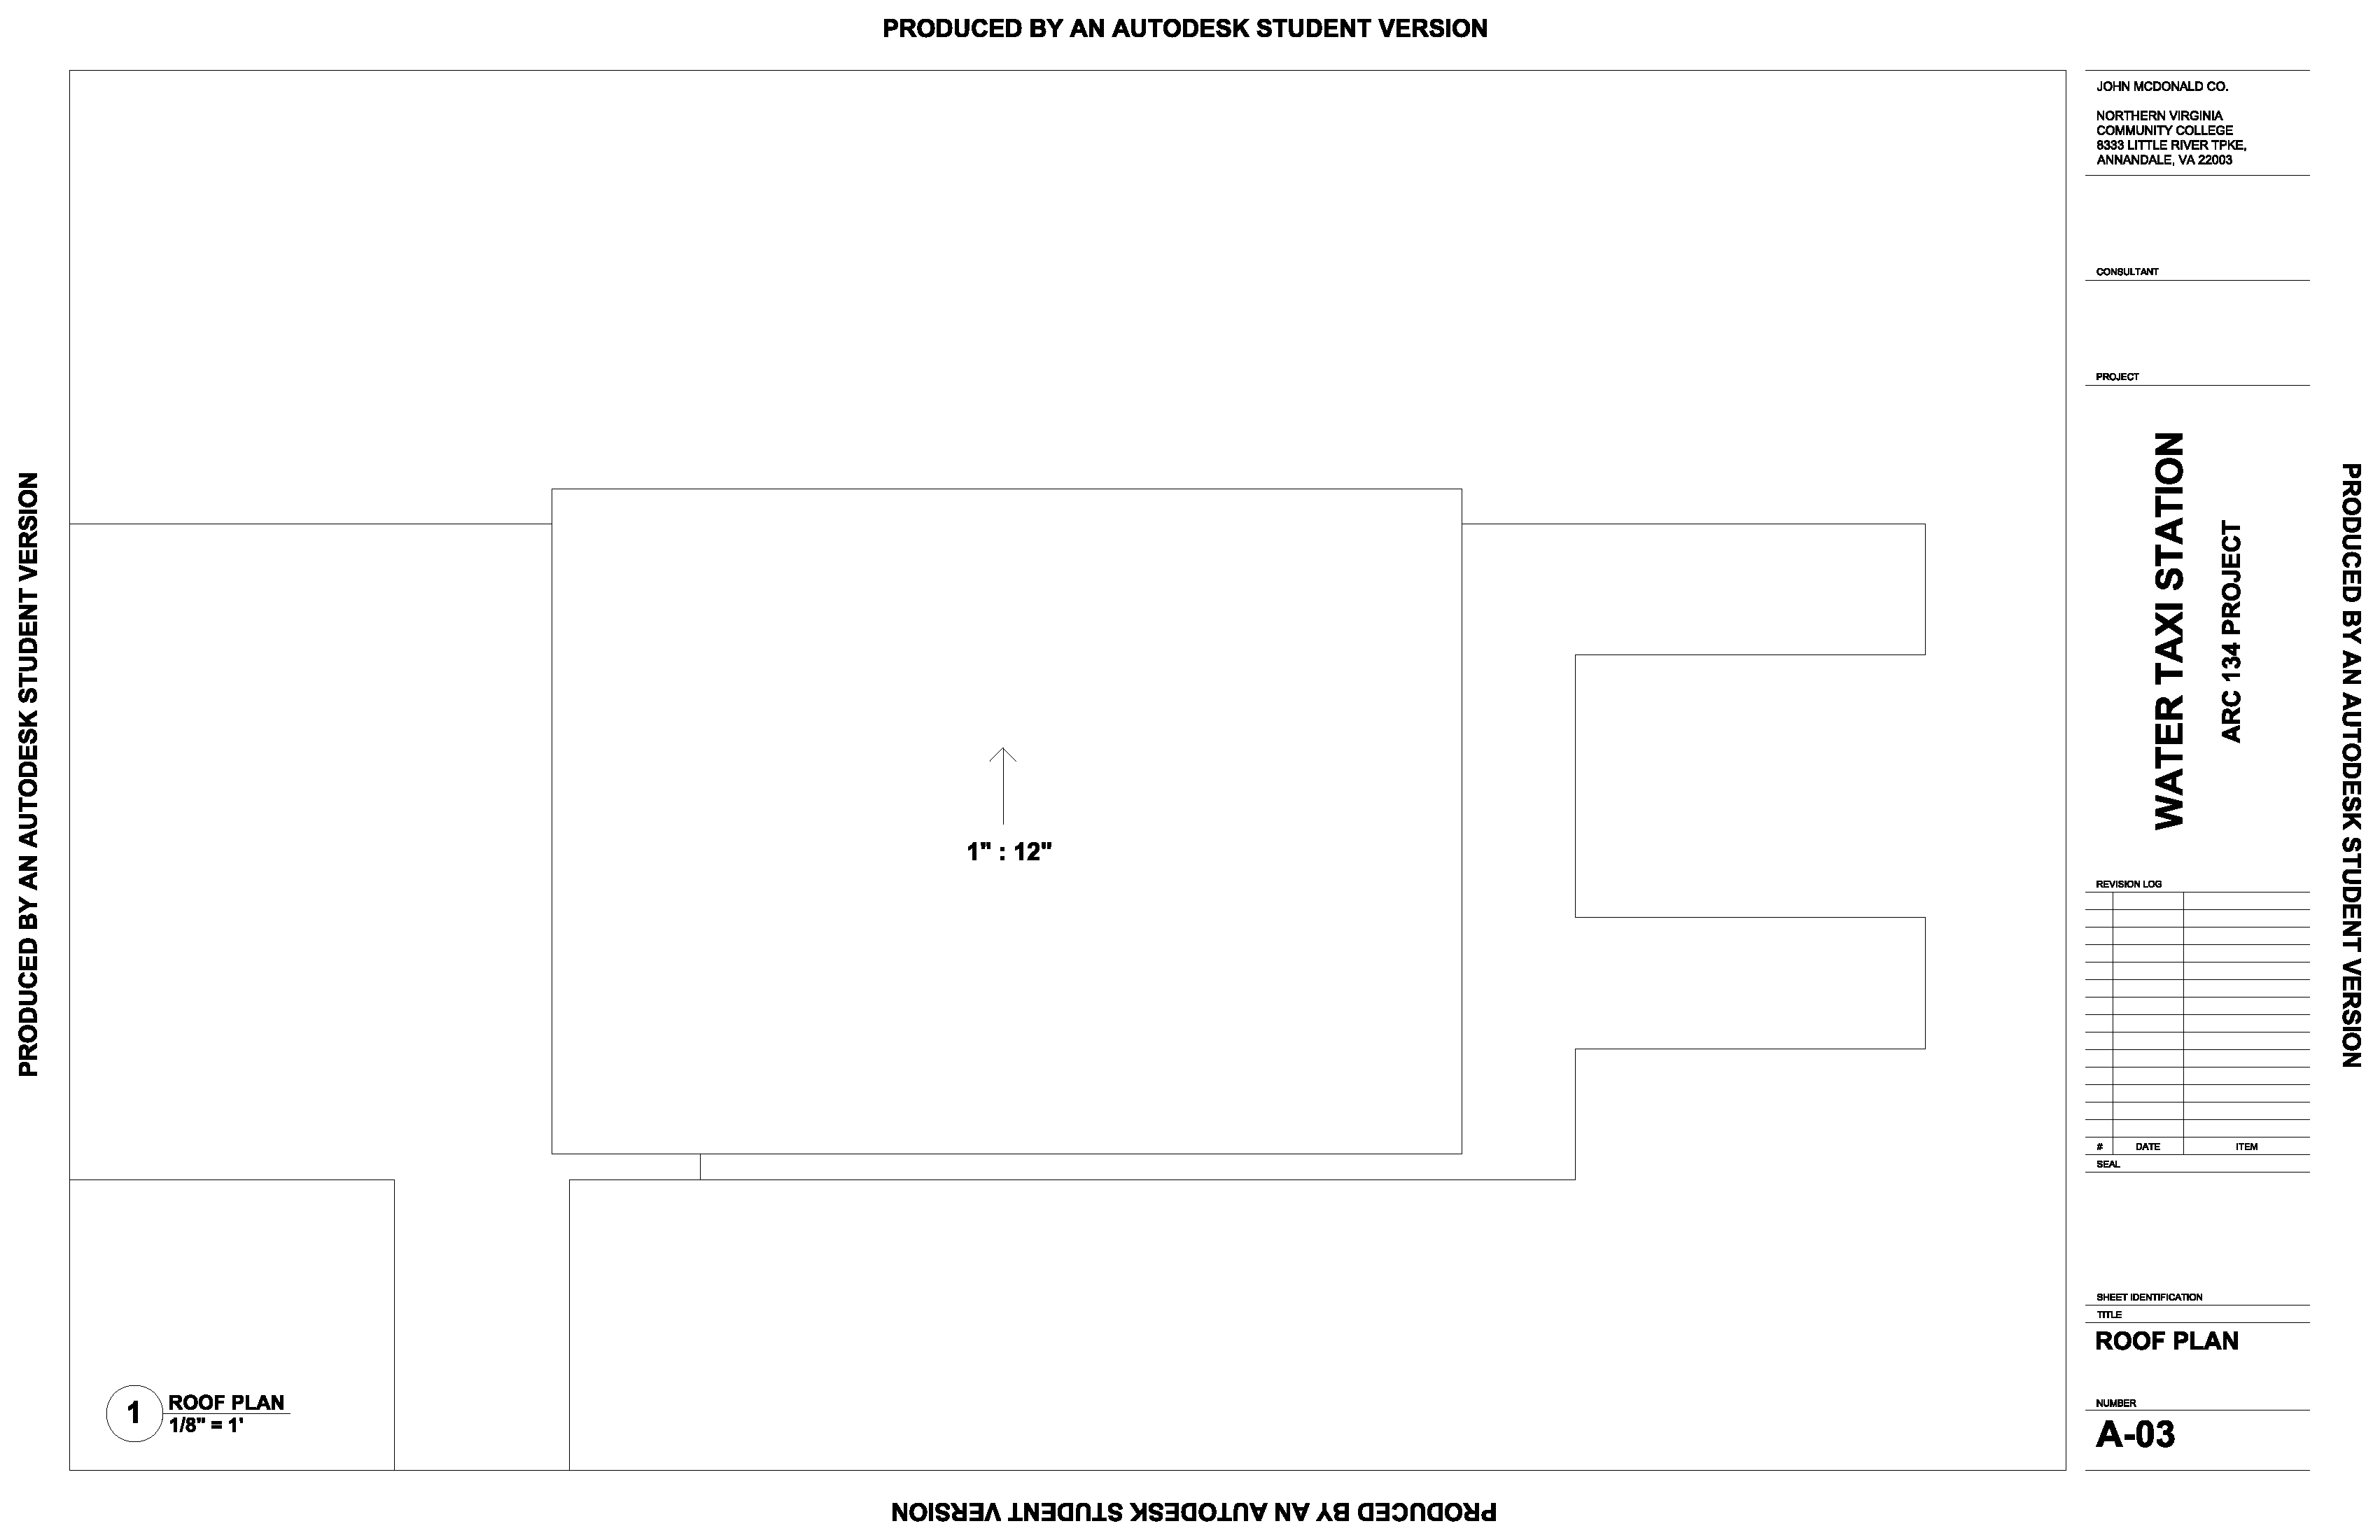 PRODUCED BY AN AUTODESK STUDENT VERSION
JOHN MCDONALD CO.
NORTHERN VIRGINIA
COMMUNITY COLLEGE
8333 LITTLE RIVER TPKE,
ANNANDALE, VA 22003
CONSULTANT
PROJECT
WATER TAXI STATION
ARC 134 PROJECT
PRODUCED BY AN AUTODESK STUDENT VERSION
PRODUCED BY AN AUTODESK STUDENT VERSION
1" : 12"
REVISION LOG
# DATE ITEM
SEAL
SHEET IDENTIFICATION
TITLE
ROOF PLAN
NUMBER
A-03
1 ROOF PLAN
1/8" = 1'
PRODUCED BY AN AUTODESK STUDENT VERSION